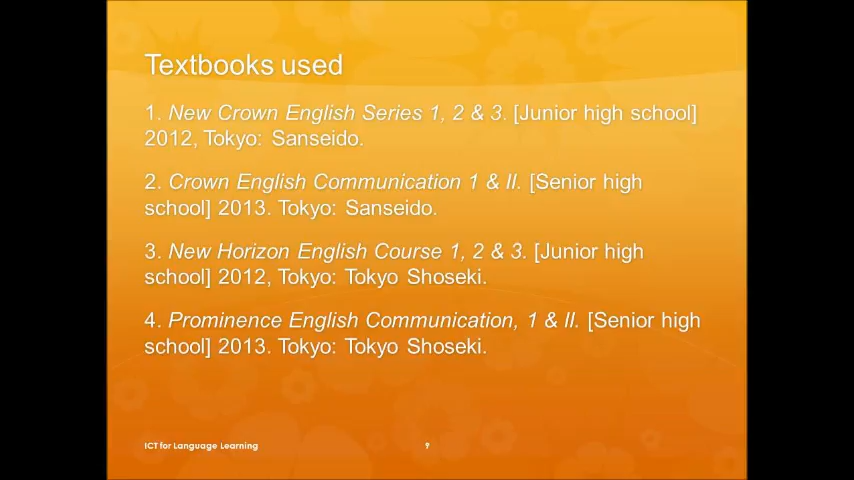 Textbooks used
1. New Crown English Series 1, 2 & 3. [Junior high school]
2012, Tokyo: Sanseido.
2. Crown English Communication 1 & II. [Senior high
school] 2013. Tokyo: Sanseido.
3. New Horizon English Course 1, 2 & 3. [Junior high
school] 2012, Tokyo: Tokyo Shoseki.
4. Prominence English Communication, 1 & II. [Senior high
school] 2013. Tokyo: Tokyo Shoseki.
ICT for Language Learning